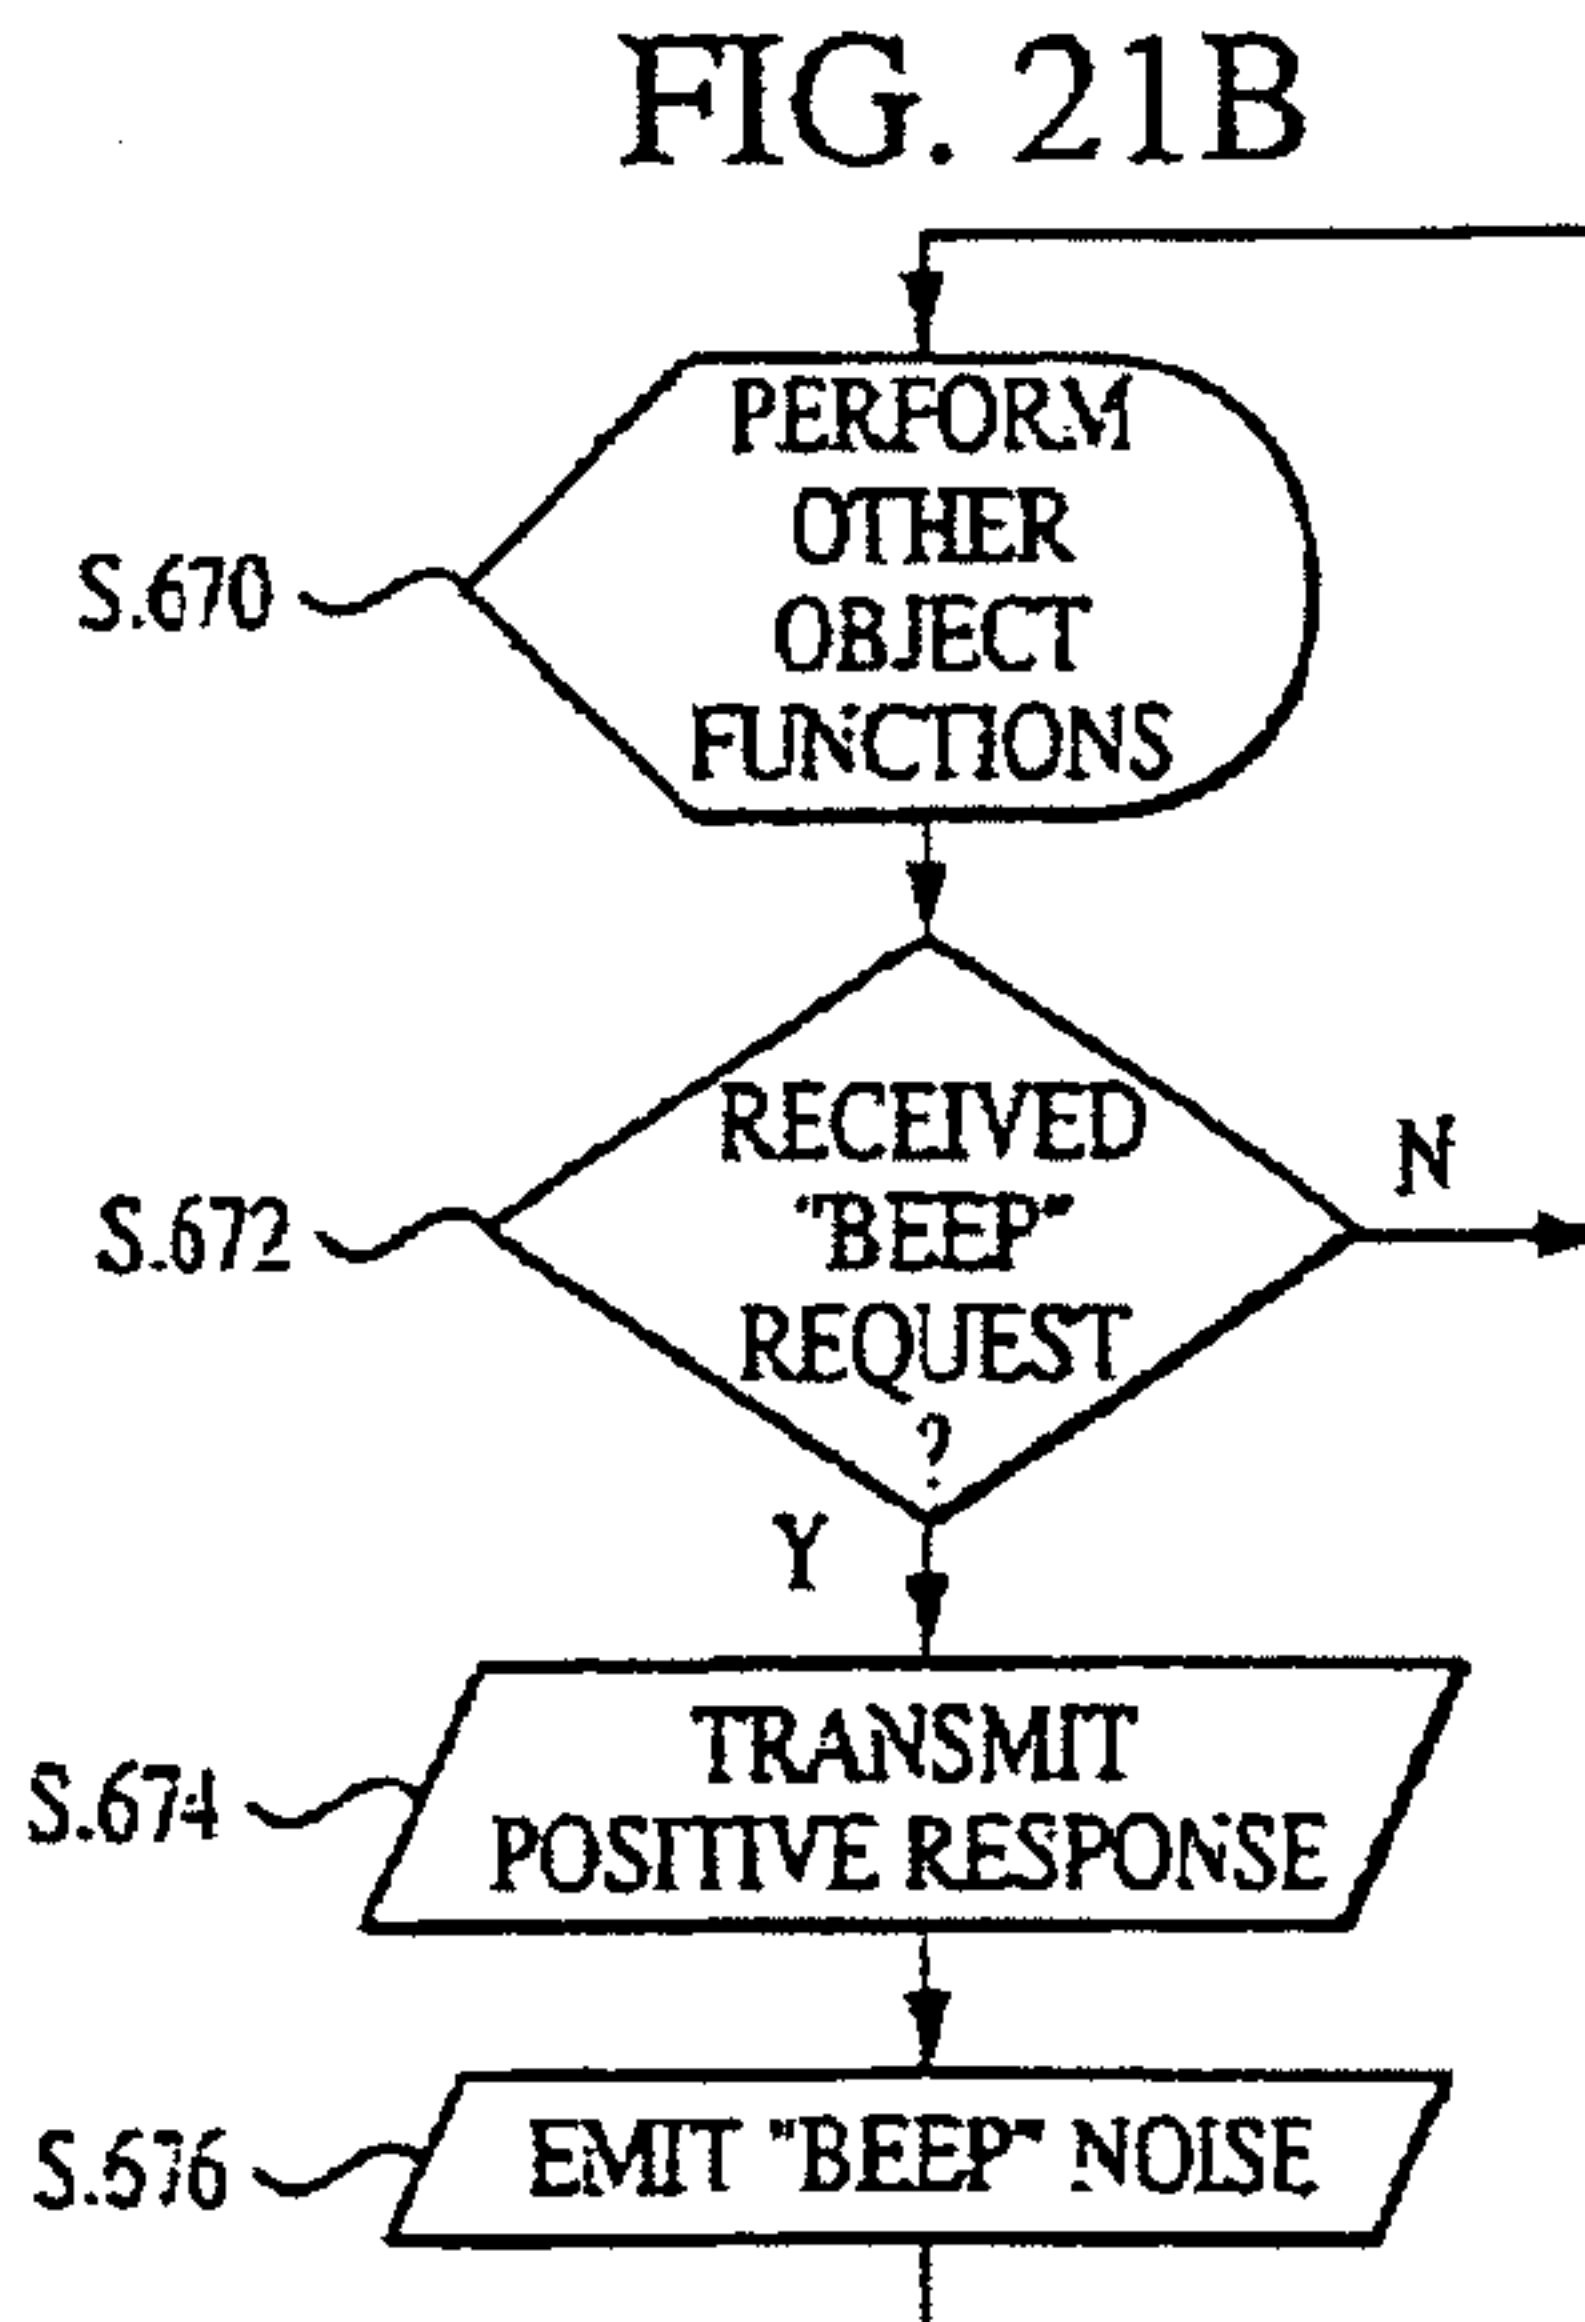 FIG. 21B
PERFORM
OTHER
OBJECT
FUNCTIONS
S.670
RECEIVED
"BEEP"
REQUEST
?
S.672
N
Y
TRANSMIT
POSITIVE RESPONSE
S.674
EMIT "BEEP" NOISE
S.676